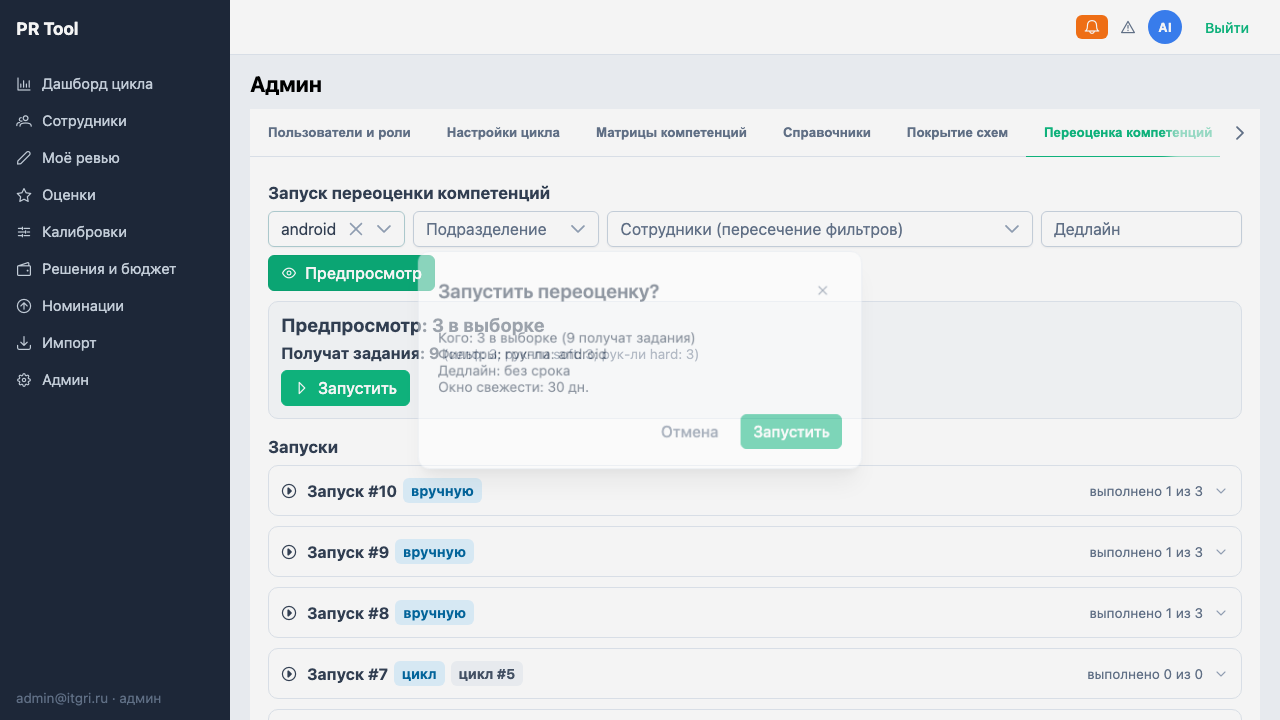 PR Tool
AI
Выйти
Дашборд цикла
Сотрудники
Моё ревью
Оценки
Калибровки
Решения и бюджет
Номинации
Импорт
Админ
admin@itgri.ru · админ
Админ
Пользователи и роли
Настройки цикла
Матрицы компетенций
Справочники
Покрытие схем
Переоценка компетенций
Запуск переоценки компетенций
android
Подразделение
Сотрудники (пересечение фильтров)
Дедлайн
Предпросмотр
Предпросмотр: 3 в выборке
Получат задания: 9
рук-ли hard: 3)
Запустить
Запустить переоценку?
Кого: 3 в выборке (9 получат задания)
Дедлайн: без срока
Окно свежести: 30 дн.
Отмена
Запустить
Запуски
Запуск #10 вручную
выполнено 1 из 3
Запуск #9 вручную
выполнено 1 из 3
Запуск #8 вручную
выполнено 1 из 3
Запуск #7 цикл цикл #5
выполнено 0 из 0